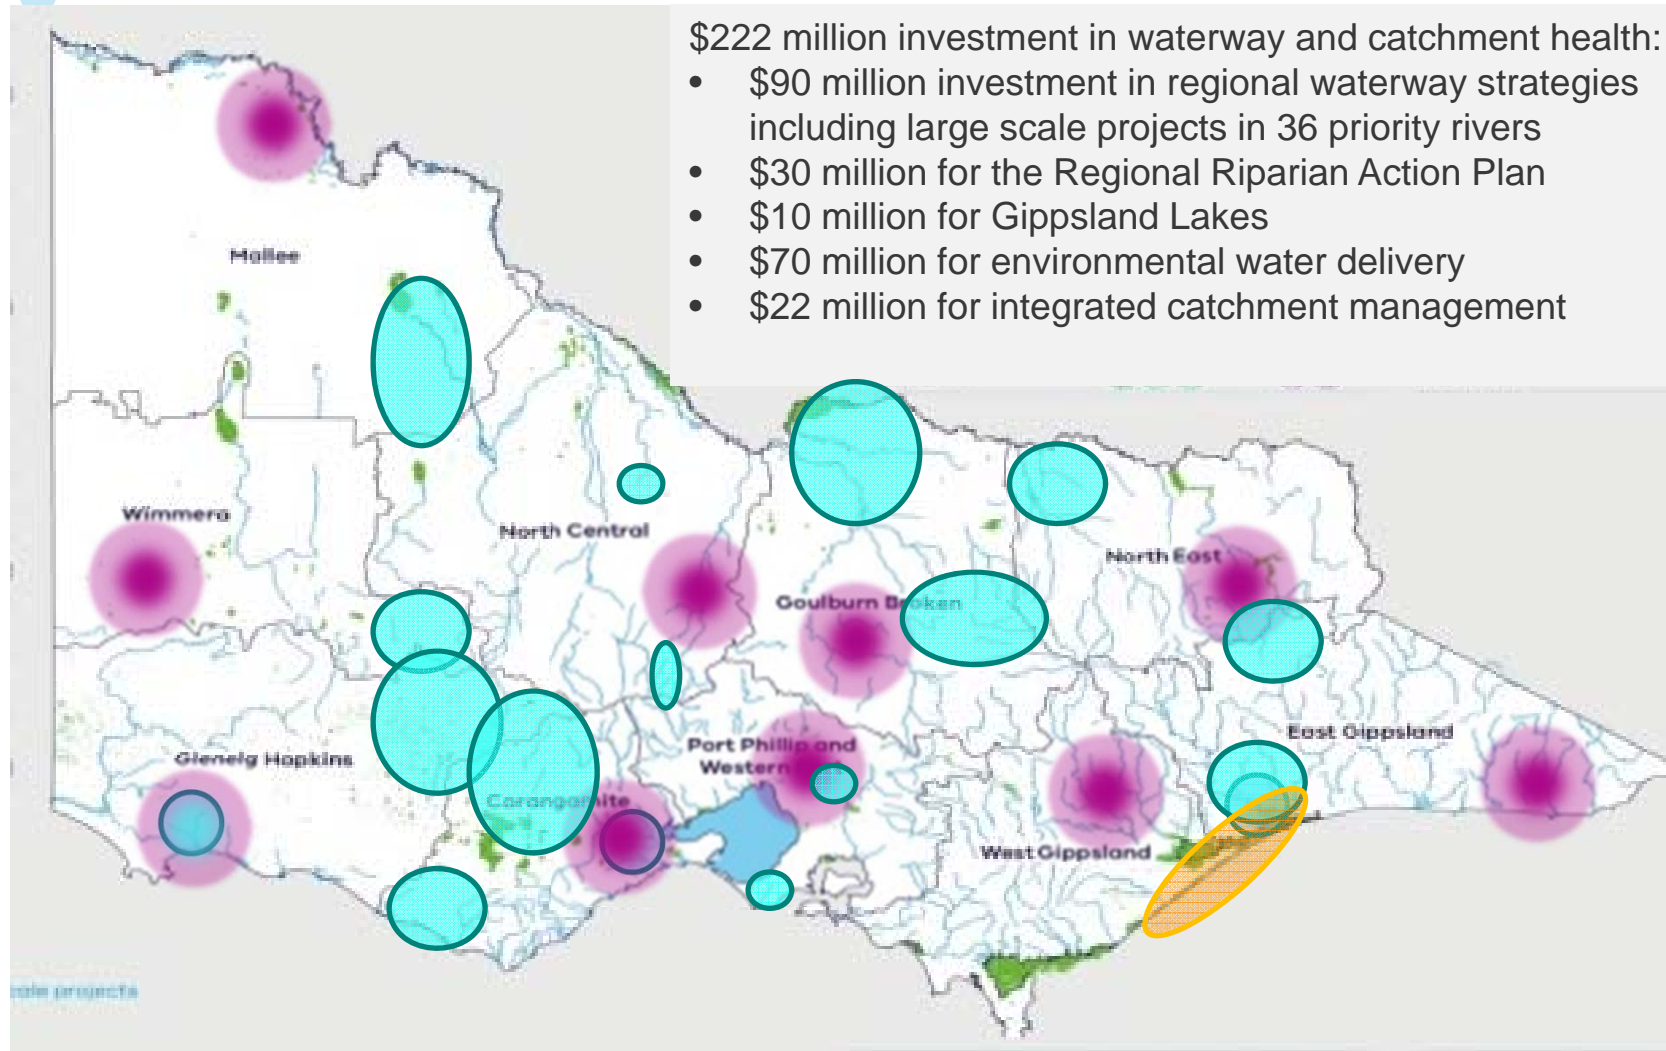 $222 million investment in waterway and catchment health:
• $90 million investment in regional waterway strategies
including large scale projects in 36 priority rivers
• $30 million for the Regional Riparian Action Plan
• $10 million for Gippsland Lakes
• $70 million for environmental water delivery
• $22 million for integrated catchment management
Mallee
Wimmera
North Central
North East
Goulburn Broken
East Gippsland
Glenelg Hopkins
Port Phillip and
Western
Corangamite
West Gippsland
projects